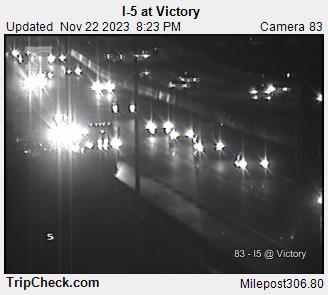 I-5 at Victory
Updated Nov 22 2023 8:23 PM Camera 83
S
83 - I5 @ Victory
TripCheck.com Milepost306.80